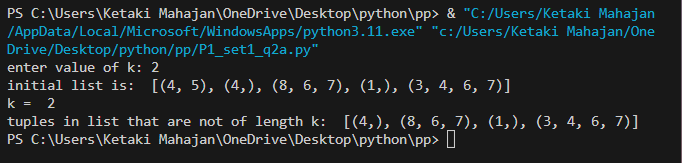 PS C:\Users\Ketaki Mahajan\OneDrive\Desktop\python\pp> & "C:/Users/Ketaki Mahajan
/AppData/Local/Microsoft/WindowsApps/python3.11.exe" "c:/Users/Ketaki Mahajan/One
Drive/Desktop/python/pp/P1_set1_q2a.py"
enter value of k: 2
initial list is:  [(4, 5), (4,), (8, 6, 7), (1,), (3, 4, 6, 7)]
k =  2
tuples in list that are not of length k:  [(4,), (8, 6, 7), (1,), (3, 4, 6, 7)]
PS C:\Users\Ketaki Mahajan\OneDrive\Desktop\python\pp>